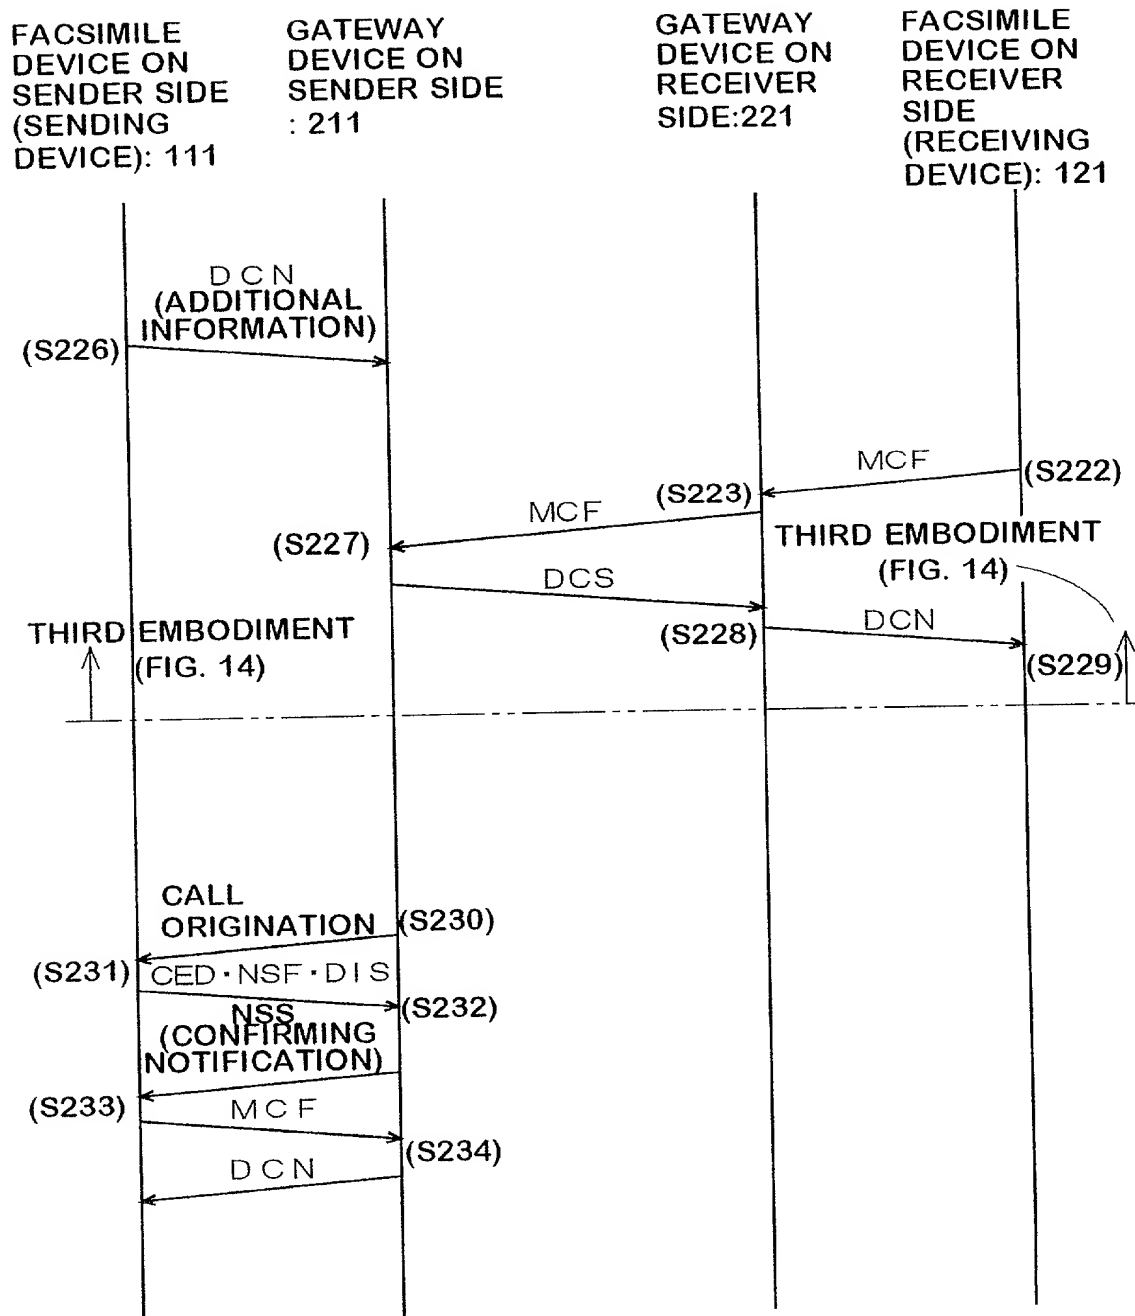 FACSIMILE
DEVICE ON
SENDER SIDE
(SENDING
DEVICE): 111
GATEWAY
DEVICE ON
SENDER SIDE
: 211
GATEWAY
DEVICE ON
RECEIVER
SIDE:221
FACSIMILE
DEVICE ON
RECEIVER
SIDE
(RECEIVING
DEVICE): 121
DCN
(ADDITIONAL
INFORMATION)
(S226)
MCF
(S222)
(S223)
MCF
(S227)
THIRD EMBODIMENT
(FIG. 14)
DCS
(S228)
DCN
(S229)
THIRD EMBODIMENT
(FIG. 14)
CALL
ORIGINATION
(S230)
(S231)
CED・NSF・DIS
(S232)
NSS
(CONFIRMING
NOTIFICATION)
(S233)
MCF
(S234)
DCN